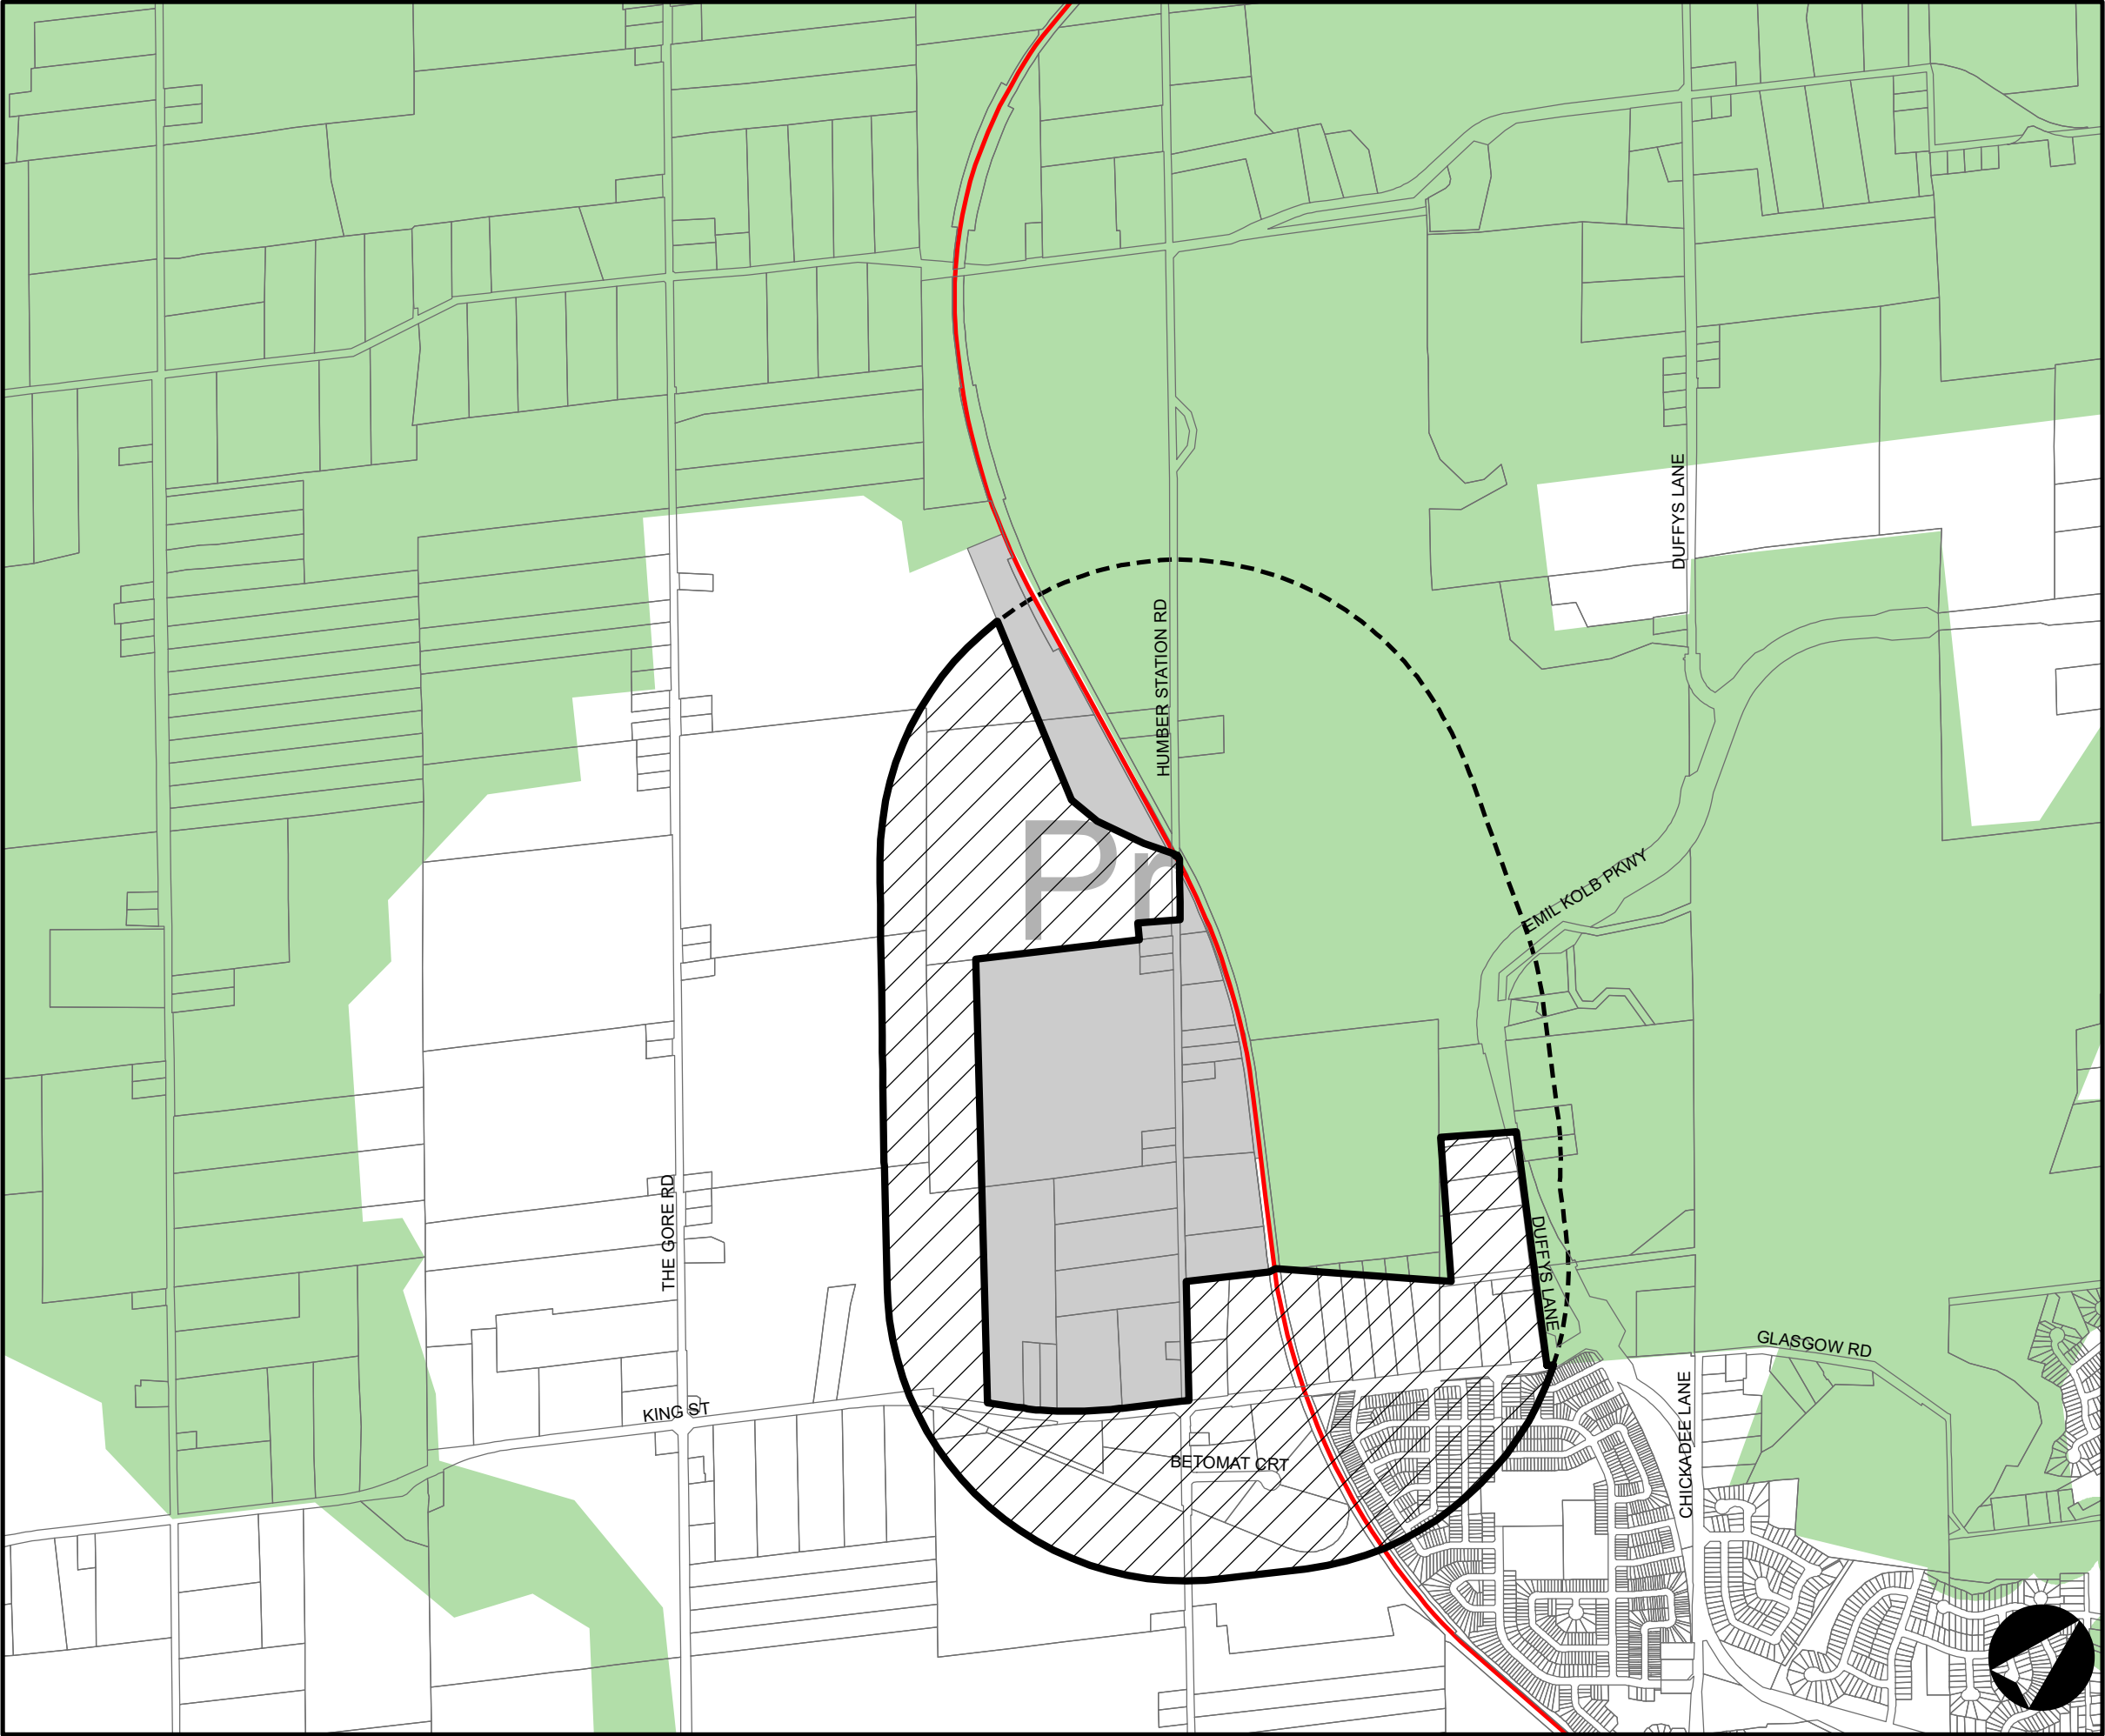 DUFFYS LANE
HUMBER STATION RD
Pr
EMIL KOLB PKWY
THE GORE RD
DUFFYS LANE
GLASGOW RD
KING ST
CHICKADEE LANE
BETOMAT CRT